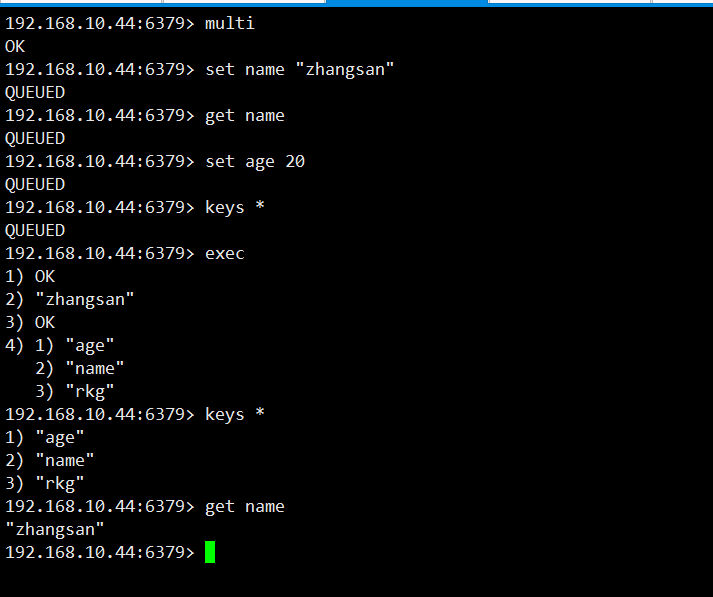 192.168.10.44:6379> multi
OK
192.168.10.44:6379> set name "zhangsan"
QUEUED
192.168.10.44:6379> get name
QUEUED
192.168.10.44:6379> set age 20
QUEUED
192.168.10.44:6379> keys *
QUEUED
192.168.10.44:6379> exec
1) OK
2) "zhangsan"
3) OK
4) 1) "age"
   2) "name"
   3) "rkg"
192.168.10.44:6379> keys *
1) "age"
2) "name"
3) "rkg"
192.168.10.44:6379> get name
"zhangsan"
192.168.10.44:6379>